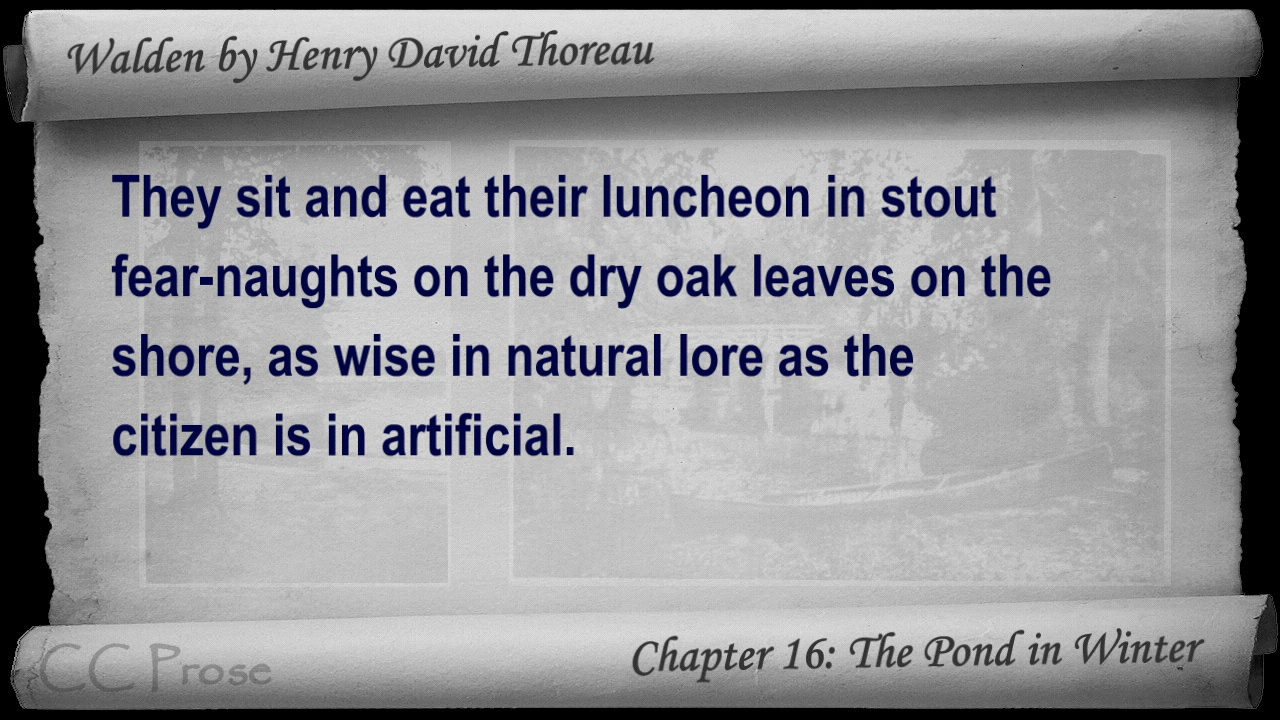 Walden by Henry David Thoreau
They sit and eat their luncheon in stout
fear-naughts on the dry oak leaves on the
shore, as wise in natural lore as the
citizen is in artificial.
CC Prose
Chapter 16: The Pond in Winter